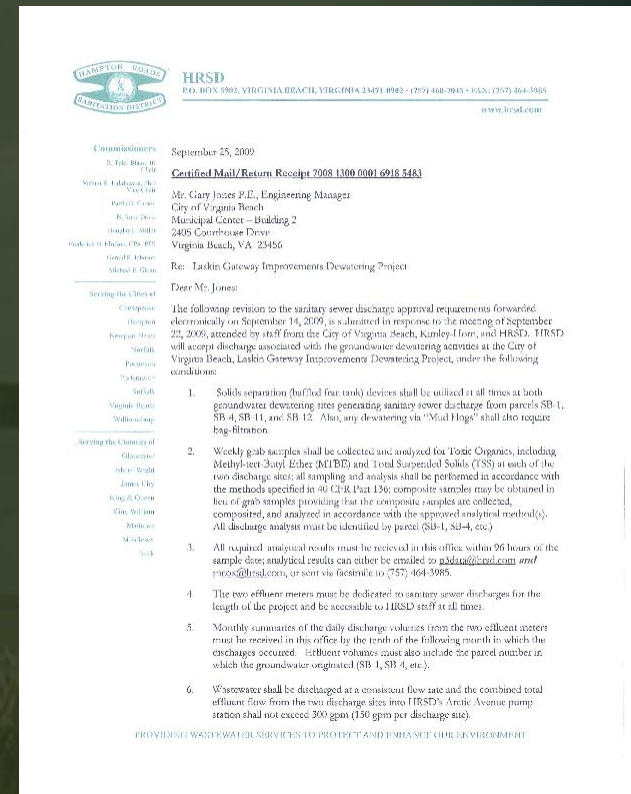 HAMPTON ROADS
SANITATION DISTRICT
HRSD
P.O. BOX 5902, VIRGINIA BEACH, VIRGINIA 23471-0902 • (757) 460-7045 • FAX: (757) 464-3985
www.hrsd.com
Commissioners
Vice-Chair
Serving the Cities of
Chesapeake
Hampton
Newport News
Norfolk
Poquoson
Portsmouth
Suffolk
Virginia Beach
Williamsburg
Serving the Counties of
Gloucester
Isle of Wight
James City
King & Queen
King William
Mathews
Middlesex
York
September 25, 2009
Certified Mail/Return Receipt 7008 1300 0001 6918 5483
Mr. Gary Jones P.E., Engineering Manager
City of Virginia Beach
Municipal Center – Building 2
2405 Courthouse Drive
Virginia Beach, VA 23456
Re: Laskin Gateway Improvements Dewatering Project
Dear Mr. Jones:
The following revision to the sanitary sewer discharge approval requirements forwarded
electronically on September 14, 2009, is submitted in response to the meeting of September
22, 2009, attended by staff from the City of Virginia Beach, Kimley-Horn, and HRSD. HRSD
will accept discharge associated with the groundwater dewatering activities at the City of
Virginia Beach, Laskin Gateway Improvements Dewatering Project, under the following
conditions:
1. Solids separation (baffled frac tank) devices shall be utilized at all times at both
groundwater dewatering sites generating sanitary sewer discharge from parcels SB-1,
SB-4, SB-11, and SB-12. Also, any dewatering via "Mud Hogs" shall also require
bag-filtration.
2. Weekly grab samples shall be collected and analyzed for Toxic Organics, including
Methyl-tert-Butyl-Ether (MTBE) and Total Suspended Solids (TSS) at each of the
two discharge sites; all sampling and analysis shall be performed in accordance with
the methods specified in 40 CFR Part 136; composite samples may be obtained in
lieu of grab samples providing that the composite samples are collected,
composited, and analyzed in accordance with the approved analytical method(s).
All discharge analysis must be identified by parcel (SB-1, SB-4, etc.)
3. All required analytical results must be recieved in this office within 96 hours of the
sample date; analytical results can either be emailed to p3data@hrsd.com and
@hrsd.com, or sent via facsimile to (757) 464-3985.
4. The two effluent meters must be dedicated to sanitary sewer discharges for the
length of the project and be accessible to HRSD staff at all times.
5. Monthly summaries of the daily discharge volumes from the two effluent meters
must be received in this office by the tenth of the following month in which the
discharges occurred. Effluent volumes must also include the parcel number in
which the groundwater originated (SB-1, SB-4, etc.).
6. Wastewater shall be discharged at a consistent flow rate and the combined total
effluent flow from the two discharge sites into HRSD's Arctic Avenue pump
station shall not exceed 300 gpm (150 gpm per discharge site).
PROVIDING WASTEWATER SERVICES TO PROTECT AND ENHANCE OUR ENVIRONMENT